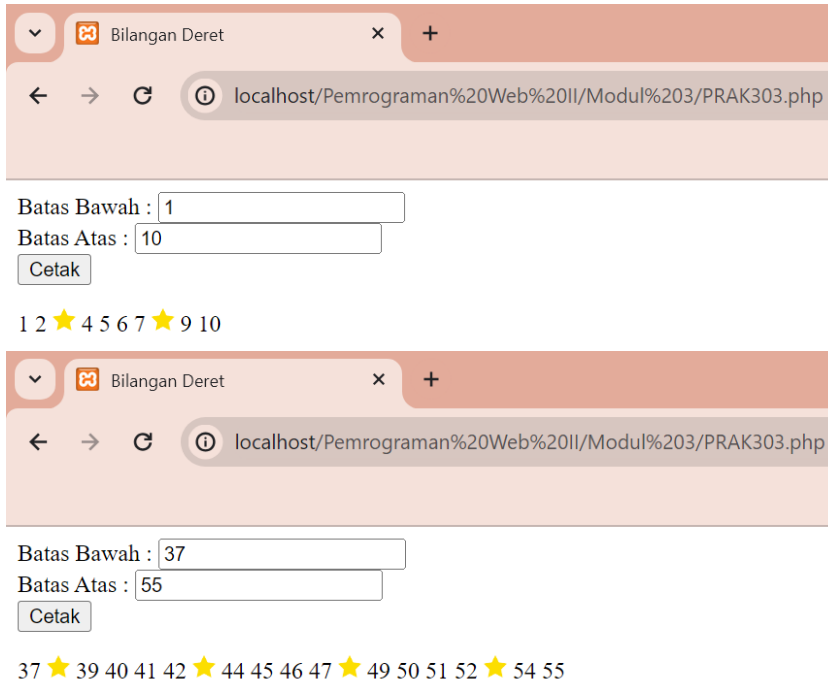 Bilangan Deret
localhost/Pemrograman%20Web%20II/Modul%203/PRAK303.php
Batas Bawah : 1
Batas Atas : 10
Cetak
1 2 ⭐ 4 5 6 7 ⭐ 9 10
Bilangan Deret
localhost/Pemrograman%20Web%20II/Modul%203/PRAK303.php
Batas Bawah : 37
Batas Atas : 55
Cetak
37 ⭐ 39 40 41 42 ⭐ 44 45 46 47 ⭐ 49 50 51 52 ⭐ 54 55